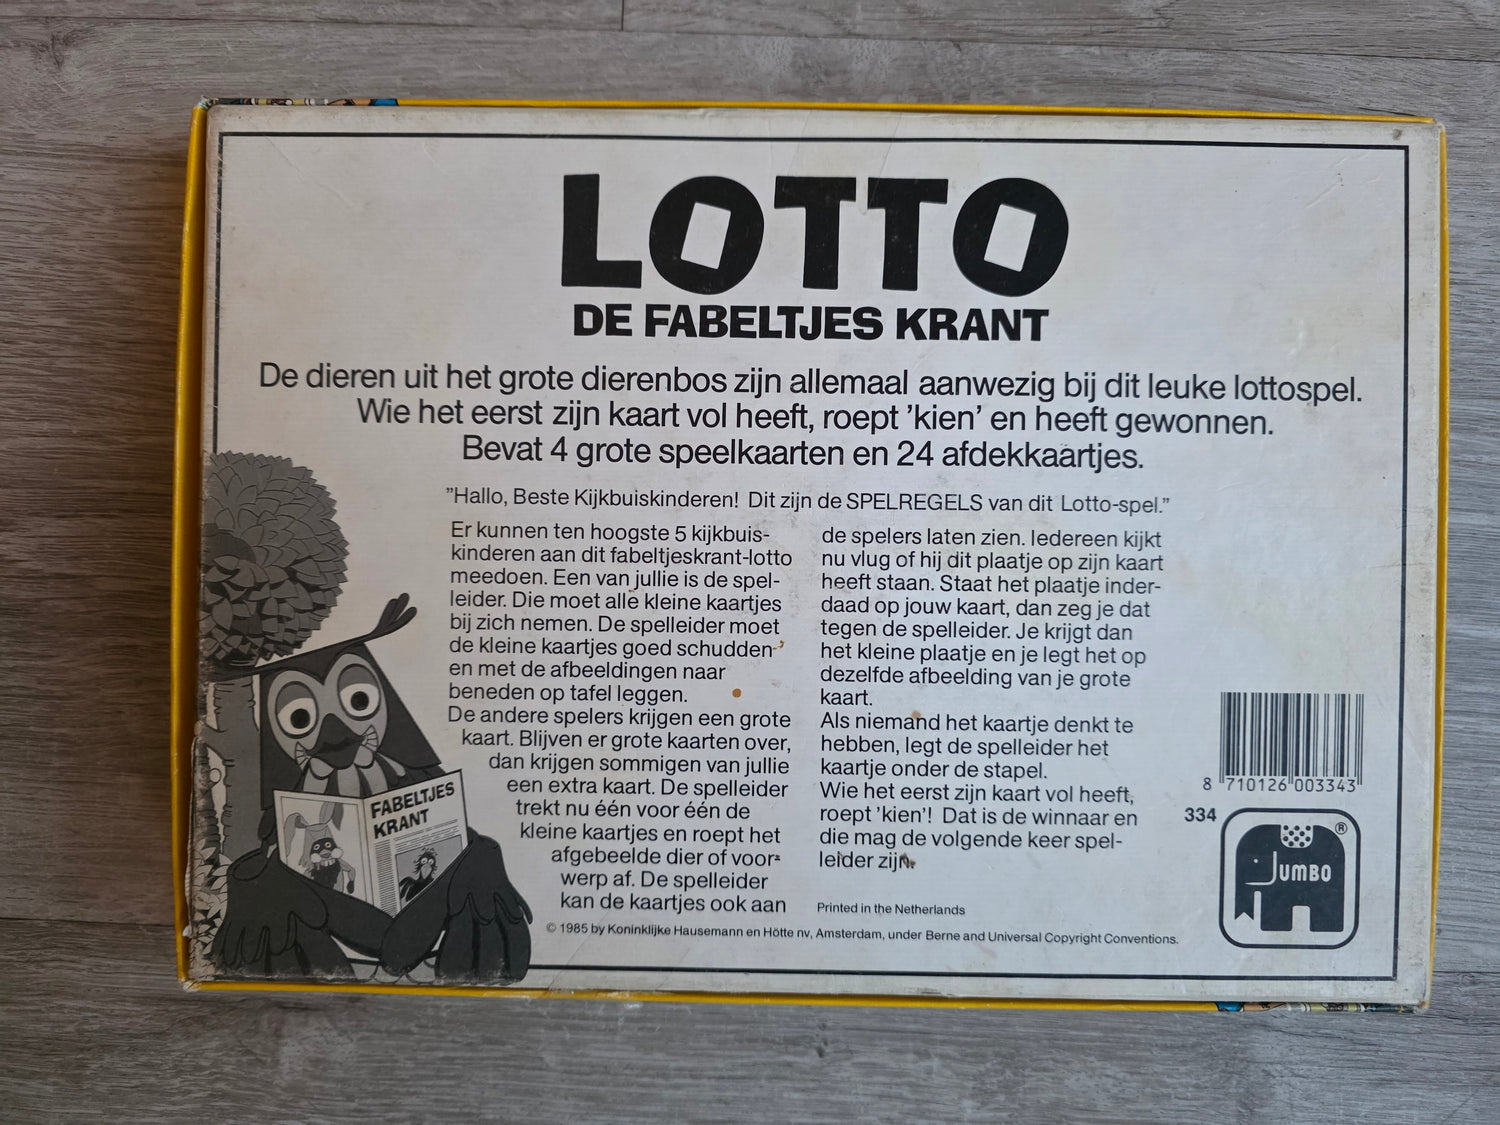 LOTTO
DE FABELTJES KRANT
De dieren uit het grote dierenbos zijn allemaal aanwezig bij dit leuke lottospel.
Wie het eerst zijn kaart vol heeft, roept 'kien' en heeft gewonnen.
Bevat 4 grote speelkaarten en 24 afdekkaartjes.
"Hallo, Beste Kijkbuiskinderen! Dit zijn de SPELREGELS van dit Lotto-spel."
Er kunnen ten hoogste 5 kijkbuis-
kinderen aan dit fabeltjeskrant-lotto
meedoen. Een van jullie is de spel-
leider. Die moet alle kleine kaartjes
bij zich nemen. De spelleider moet
de kleine kaartjes goed schudden
en met de afbeeldingen naar
beneden op tafel leggen.
De andere spelers krijgen een grote
kaart. Blijven er grote kaarten over,
dan krijgen sommigen van jullie
een extra kaart. De spelleider
trekt nu één voor één de
kleine kaartjes en roept het
afgebeelde dier of voor-
werp af. De spelleider
kan de kaartjes ook aan
de spelers laten zien. Iedereen kijkt
nu vlug of hij dit plaatje op zijn kaart
heeft staan. Staat het plaatje inder-
daad op jouw kaart, dan zeg je dat
tegen de spelleider. Je krijgt dan
het kleine plaatje en je legt het op
dezelfde afbeelding van je grote
kaart.
Als niemand het kaartje denkt te
hebben, legt de spelleider het
kaartje onder de stapel.
Wie het eerst zijn kaart vol heeft,
roept 'kien'! Dat is de winnaar en
die mag de volgende keer spel-
leider zijn.
Printed in the Netherlands
© 1985 by Koninklijke Hausemann en Hötte nv, Amsterdam, under Berne and Universal Copyright Conventions.
FABELTJES
KRANT
8 710126 003343
334
JUMBO ®